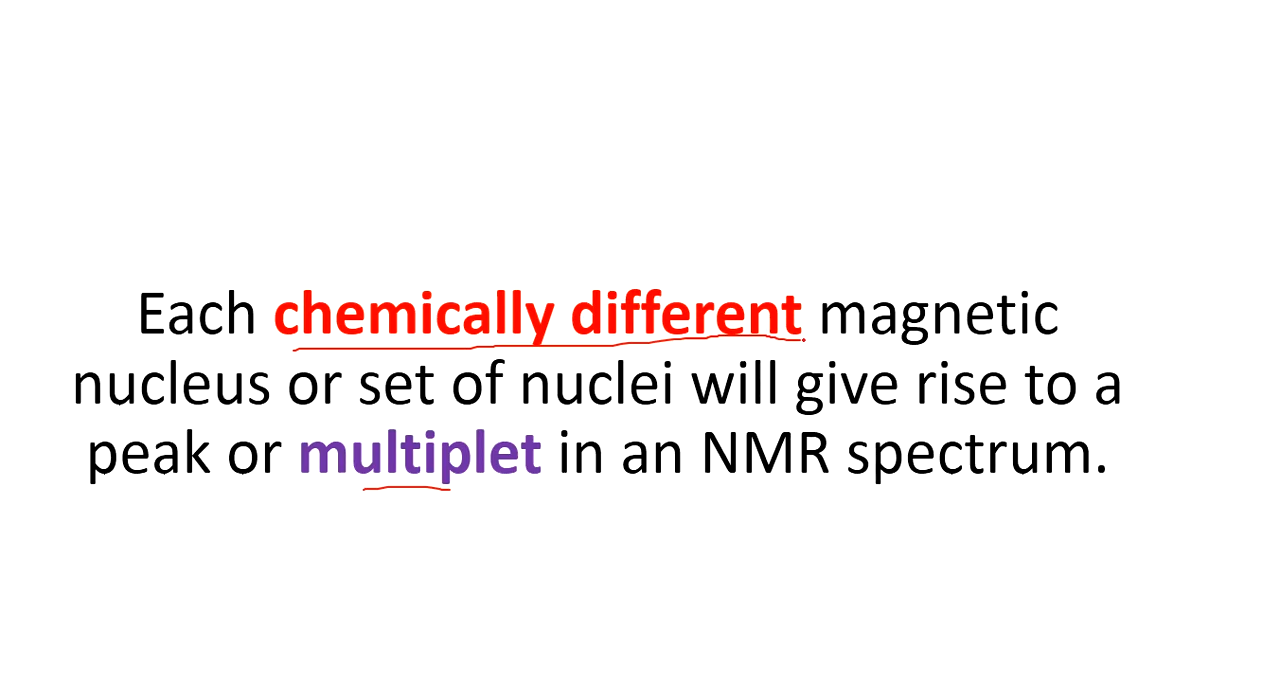 Each chemically different magnetic
nucleus or set of nuclei will give rise to a
peak or multiplet in an NMR spectrum.